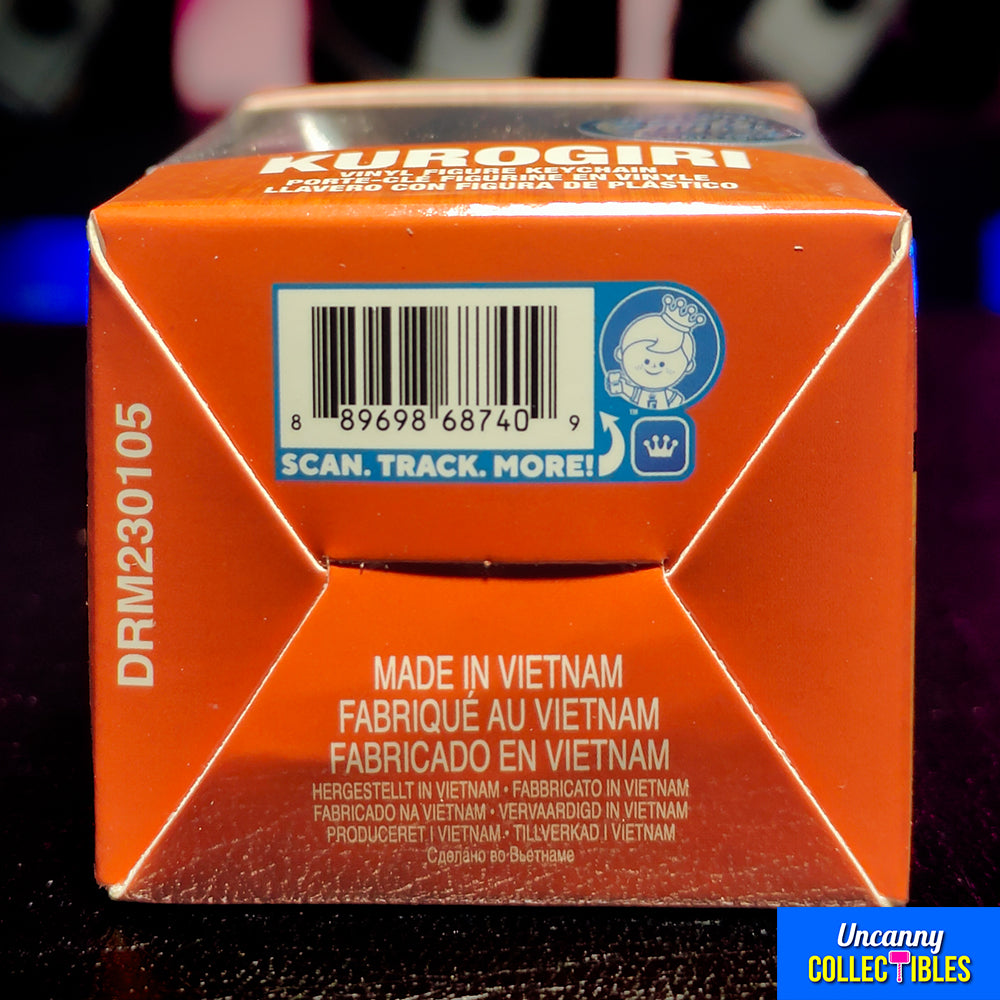 KUROGIRI
VINYL FIGURE KEYCHAIN
PORTE-CLÉ FIGURINE EN VINYLE
LLAVERO CON FIGURA DE PLÁSTICO
8 89698 68740 9
™
SCAN. TRACK. MORE!
DRM230105
MADE IN VIETNAM
FABRIQUÉ AU VIETNAM
FABRICADO EN VIETNAM
HERGESTELLT IN VIETNAM • FABBRICATO IN VIETNAM
FABRICADO NA VIETNAM • VERVAARDIGD IN VIETNAM
PRODUCERET I VIETNAM • TILLVERKAD I VIETNAM
Сделано во Вьетнаме
Uncanny
COLLECTIBLES